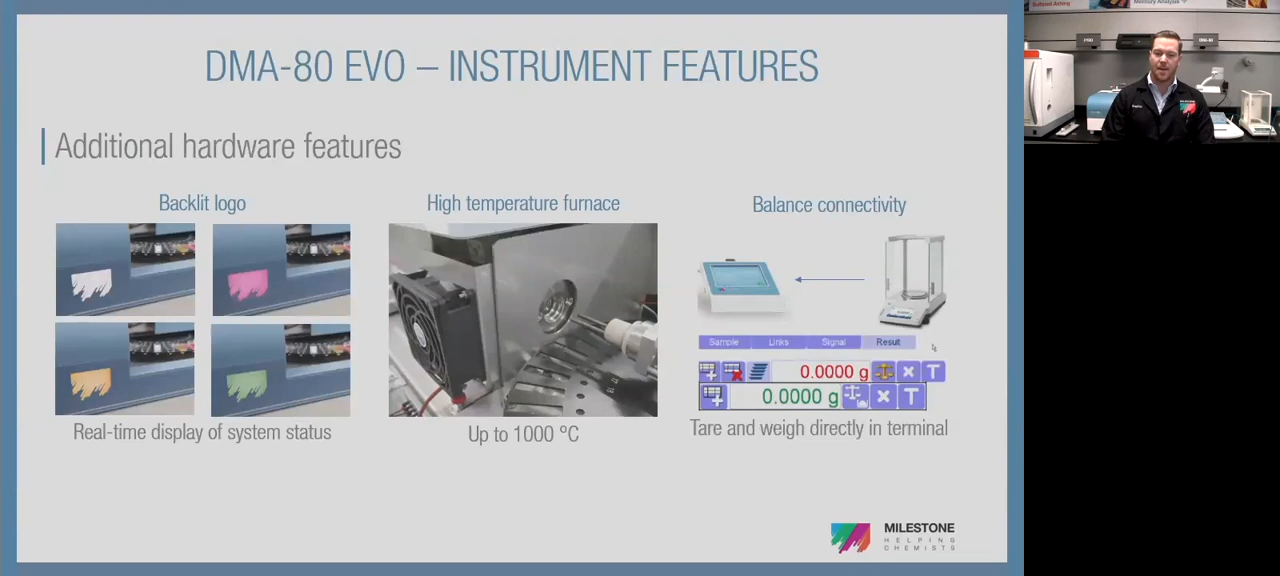 DMA-80 EVO – INSTRUMENT FEATURES
Additional hardware features
Backlit logo
High temperature furnace
Balance connectivity
Sample Links Signal Result
0.0000 g
0.0000 g
Real-time display of system status
Up to 1000 °C
Tare and weigh directly in terminal
MILESTONE
HELPING
CHEMISTS
Mercury Analysis